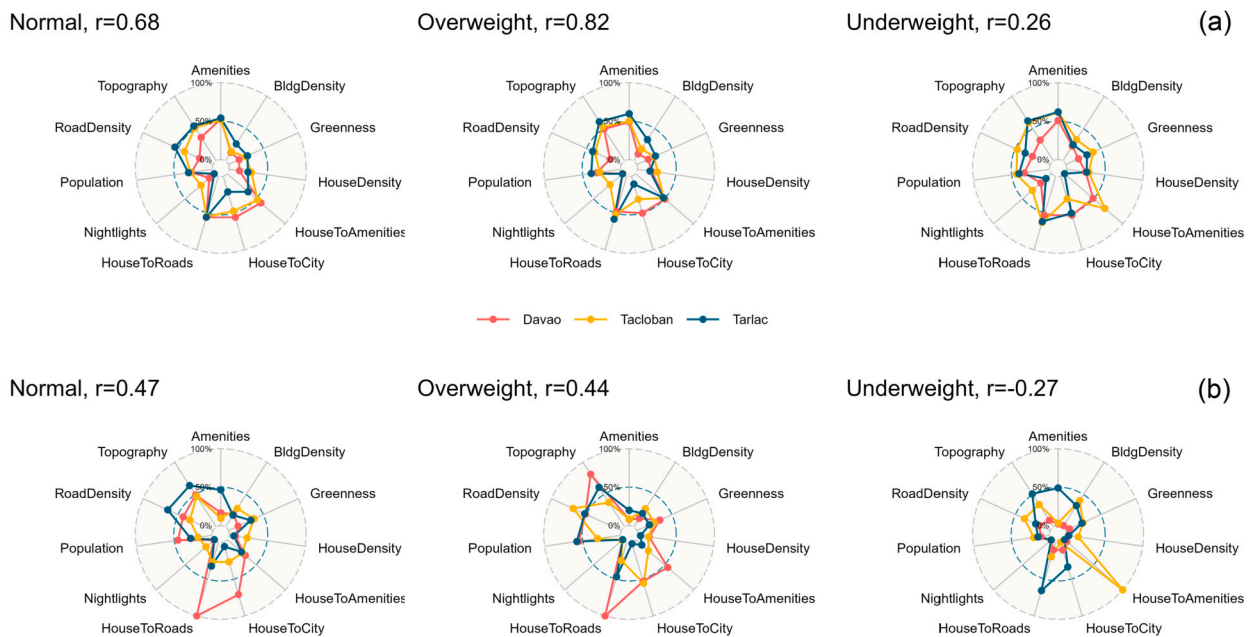 Normal, r=0.68
Overweight, r=0.82
Underweight, r=0.26
(a)
Amenities
100%
50%
0%
BldgDensity
Greenness
HouseDensity
HouseToAmenities
HouseToCity
HouseToRoads
Nightlights
Population
RoadDensity
Topography
Amenities
100%
50%
0%
BldgDensity
Greenness
HouseDensity
HouseToAmenities
HouseToCity
HouseToRoads
Nightlights
Population
RoadDensity
Topography
Amenities
100%
50%
0%
BldgDensity
Greenness
HouseDensity
HouseToAmenities
HouseToCity
HouseToRoads
Nightlights
Population
RoadDensity
Topography
Davao
Tacloban
Tarlac
Normal, r=0.47
Overweight, r=0.44
Underweight, r=-0.27
(b)
Amenities
100%
50%
0%
BldgDensity
Greenness
HouseDensity
HouseToAmenities
HouseToCity
HouseToRoads
Nightlights
Population
RoadDensity
Topography
Amenities
100%
50%
0%
BldgDensity
Greenness
HouseDensity
HouseToAmenities
HouseToCity
HouseToRoads
Nightlights
Population
RoadDensity
Topography
Amenities
100%
50%
0%
BldgDensity
Greenness
HouseDensity
HouseToAmenities
HouseToCity
HouseToRoads
Nightlights
Population
RoadDensity
Topography